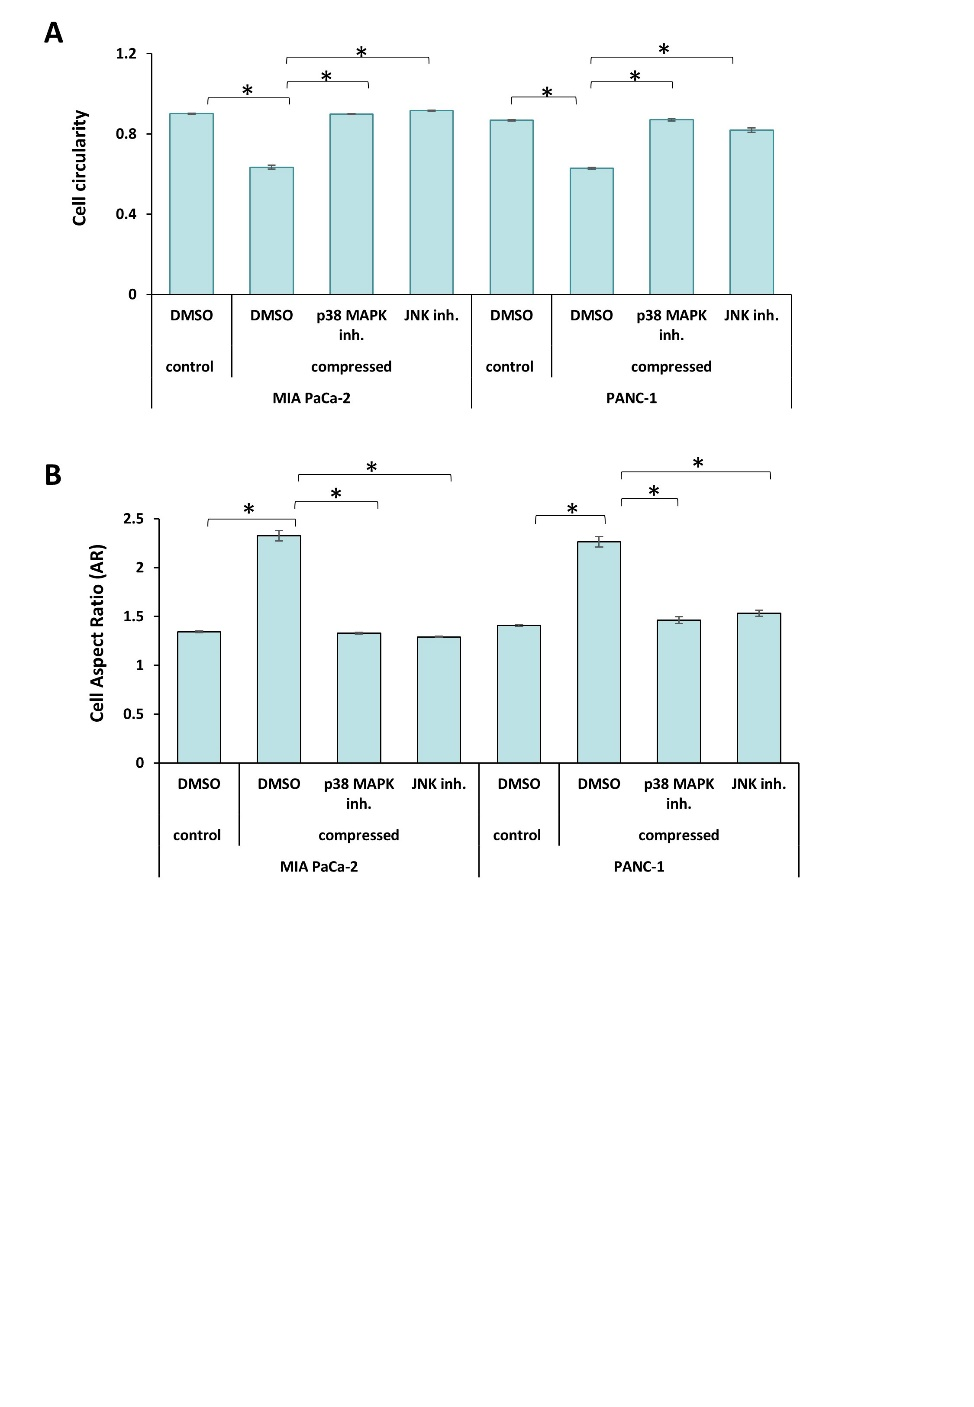 A
*
*
*
*
*
*
1.2
0.8
0.4
0
Cell circularity
DMSO DMSO p38 MAPK inh. JNK inh. DMSO DMSO p38 MAPK inh. JNK inh.
control compressed control compressed
MIA PaCa-2 PANC-1
B
*
*
*
*
*
*
2.5
2
1.5
1
0.5
0
Cell Aspect Ratio (AR)
DMSO DMSO p38 MAPK inh. JNK inh. DMSO DMSO p38 MAPK inh. JNK inh.
control compressed control compressed
MIA PaCa-2 PANC-1